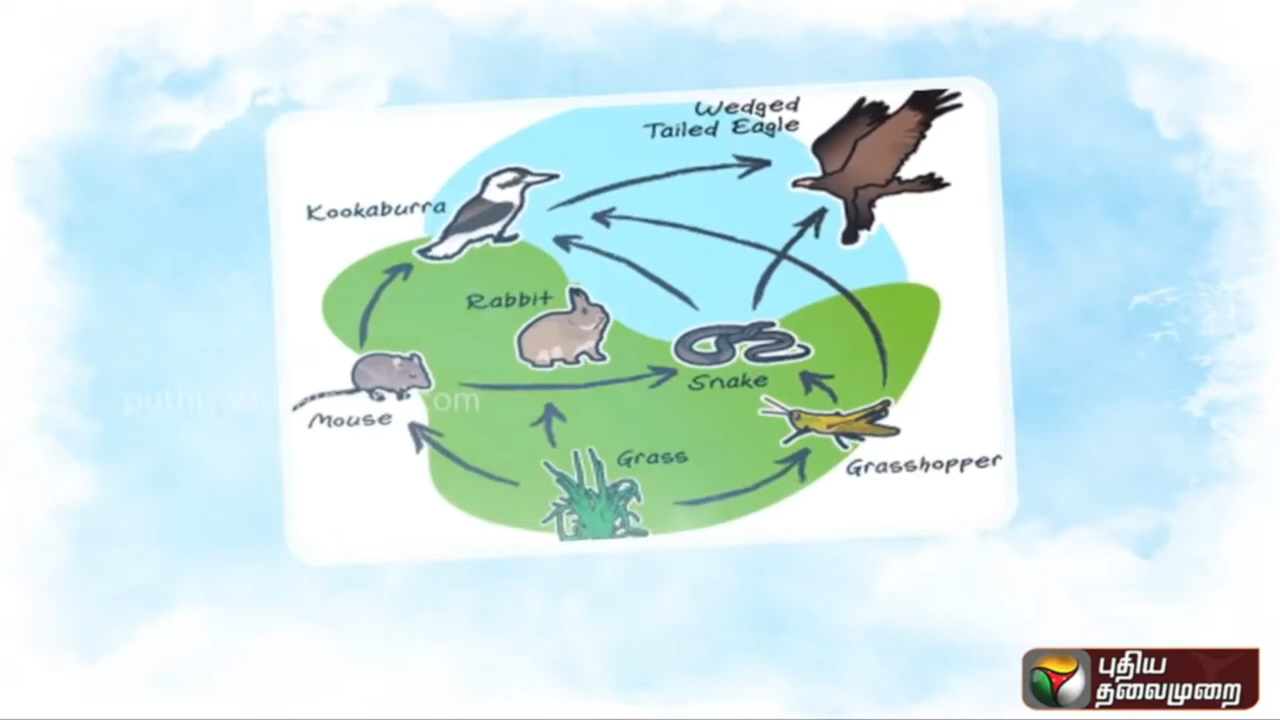 Wedged
Tailed Eagle
Kookaburra
Rabbit
Snake
Mouse
Grass
Grasshopper
புதிய
தலைமுறை